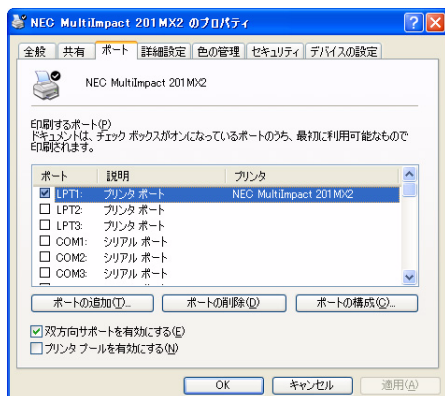 NEC MultiImpact 201MX2 のプロパティ
全般 共有 ポート 詳細設定 色の管理 セキュリティ デバイスの設定
NEC MultiImpact 201MX2
印刷するポート(P)
ドキュメントは、チェック ボックスがオンになっているポートのうち、最初に利用可能なもので
印刷されます。
ポート 説明 プリンタ
LPT1: プリンタ ポート NEC MultiImpact 201MX2
LPT2: プリンタ ポート
LPT3: プリンタ ポート
COM1: シリアル ポート
COM2: シリアル ポート
COM3: シリアル ポート
ポートの追加(T)... ポートの削除(D) ポートの構成(C)...
双方向サポートを有効にする(E)
プリンタ プールを有効にする(N)
OK キャンセル 適用(A)